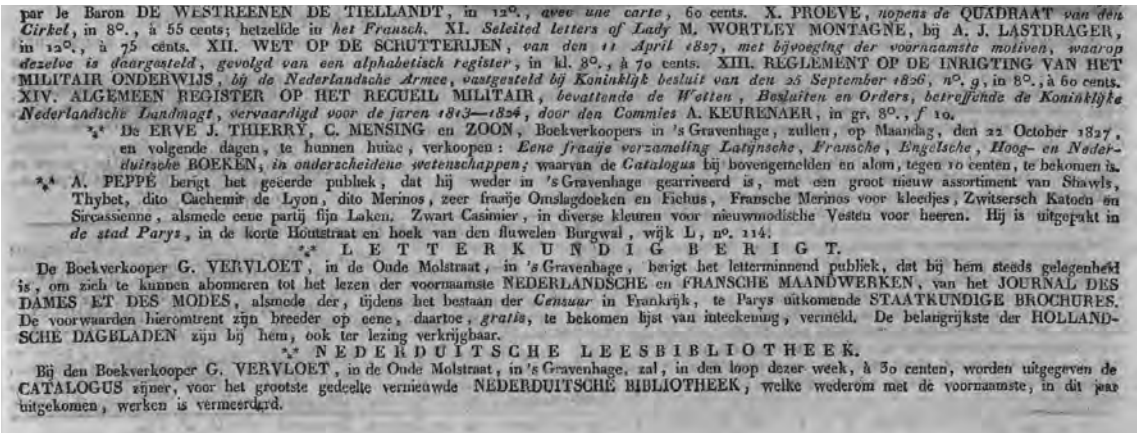 par le Baron DE WESTREENEN DE TIELLANDT, in 12°., avec une carte, 60 cents. X. PROEVE, nopens de QUADRAAT van den
Cirkel, in 8°., à 55 cents; hetzelfde in het Fransch. XI. Seleited letters of Lady M. WORTLEY MONTAGNE, bij A. J. LASTDRAGER,
in 12°., à 75 cents. XII. WET OP DE SCHUTTERIJEN, van den 11 April 1827, met bijvoeging der voornaamste motiven, waarop
dezelve is daargesteld, gevolgd van een alphabetisch register, in kl. 8°., à 70 cents. XIII. REGLEMENT OP DE INRIGTING VAN HET
MILITAIR ONDERWIJS, bij de Nederlandsche Armee, vastgesteld bij Koninklijk besluit van den 25 September 1826, n°. 9, in 8°., à 60 cents.
XIV. ALGEMEEN REGISTER OP HET RECUEIL MILITAIR, bevattende de Wetten, Besluiten en Orders, betreffende de Koninklijke
Nederlandsche Landmagt, vervaardigd voor de jaren 1813—1824, door den Commies A. KEURENAER, in gr. 8°., f 10.
*** De ERVE J. THIERRY, C. MENSING en ZOON, Boekverkoopers in 's Gravenhage, zullen, op Maandag, den 22 October 1827,
en volgende dagen, te hunnen huize, verkoopen: Eene fraaije verzameling Latijnsche, Fransche, Engelsche, Hoog- en Neder-
duitsche BOEKEN, in onderscheidene wetenschappen; waarvan de Catalogus bij bovengemelden en alom, tegen 10 centen, te bekomen is.
*** A. PEPPE berigt het geëerde publiek, dat hij weder in 's Gravenhage gearriveerd is, met een groot nieuw assortiment van Shawls,
Thybet, dito Cachemir de Lyon, dito Merinos, zeer fraaije Omslagdoeken en Fichus, Fransche Merinos voor kleedjes, Zwitsersch Katoen en
Sircassienne, alsmede eene partij fijn Laken. Zwart Casimier, in diverse kleuren voor nieuwmodische Vesten voor heeren. Hij is uitgepakt in
de stad Parys, in de korte Houtstraat en hoek van den fluwelen Burgwal, wijk L, n°. 114.
*** LETTERKUNDIG BERIGT.
De Boekverkooper G. VERVLOET, in de Oude Molstraat, in 's Gravenhage, berigt het letterminnend publiek, dat bij hem steeds gelegenheid
is, om zich te kunnen abonneren tot het lezen der voornaamste NEDERLANDSCHE en FRANSCHE MAANDWERKEN, van het JOURNAL DES
DAMES ET DES MODES, alsmede der, tijdens het bestaan der Censuur in Frankrijk, te Parys uitkomende STAATKUNDIGE BROCHURES.
De voorwaarden hieromtrent zijn breeder op eene, daartoe, gratis, te bekomen lijst van inteekening, vermeld. De belangrijkste der HOLLAND-
SCHE DAGBLADEN zijn bij hem, ook ter lezing verkrijgbaar.
*** NEDERDUITSCHE LEESBIBLIOTHEEK.
Bij den Boekverkooper G. VERVLOET, in de Oude Molstraat, in 's Gravenhage, zal, in den loop dezer week, à 30 centen, worden uitgegeven de
CATALOGUS zijner, voor het grootste gedeelte vernieuwde NEDERDUITSCHE BIBLIOTHEEK, welke wederom met de voornaamste, in dit jaar
uitgekomen, werken is vermeerderd.